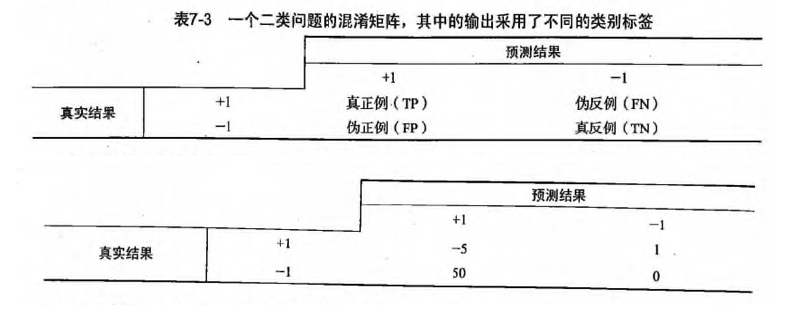 表7-3 一个二类问题的混淆矩阵，其中的输出采用了不同的类别标签
预测结果
+1 −1
真实结果 +1 真正例（TP） 伪反例（FN）
−1 伪正例（FP） 真反例（TN）
预测结果
+1 −1
真实结果 +1 −5 1
−1 50 0